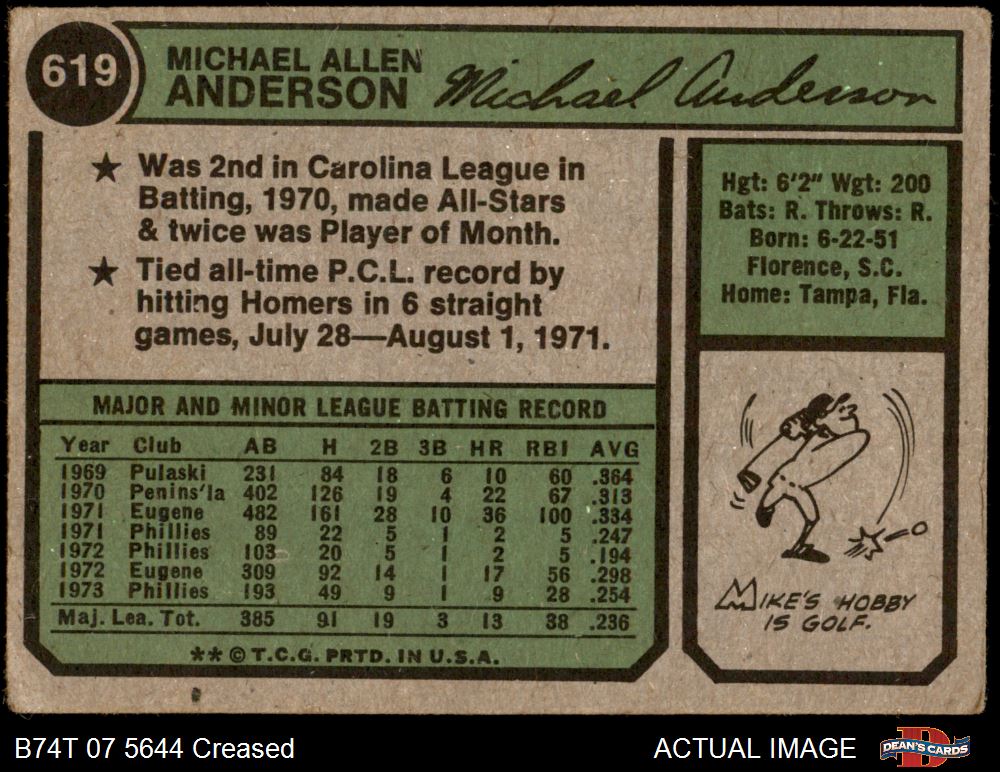 619
MICHAEL ALLEN
ANDERSON
Michael Anderson
★ Was 2nd in Carolina League in
Batting, 1970, made All-Stars
& twice was Player of Month.
★ Tied all-time P.C.L. record by
hitting Homers in 6 straight
games, July 28—August 1, 1971.
Hgt: 6'2" Wgt: 200
Bats: R. Throws: R.
Born: 6-22-51
Florence, S.C.
Home: Tampa, Fla.
MAJOR AND MINOR LEAGUE BATTING RECORD
Year Club AB H 2B 3B HR RBI AVG
1969 Pulaski 231 84 18 6 10 60 .364
1970 Penins'la 402 126 19 4 22 67 .313
1971 Eugene 482 161 28 10 36 100 .334
1971 Phillies 89 22 5 1 2 5 .247
1972 Phillies 103 20 5 1 2 5 .194
1972 Eugene 309 92 14 1 17 56 .298
1973 Phillies 193 49 9 1 9 28 .254
Maj. Lea. Tot. 385 91 19 3 13 38 .236
** © T.C.G. PRTD. IN U.S.A.
MIKE'S HOBBY
IS GOLF.
B74T 07 5644 Creased
ACTUAL IMAGE
DEAN'S CARDS